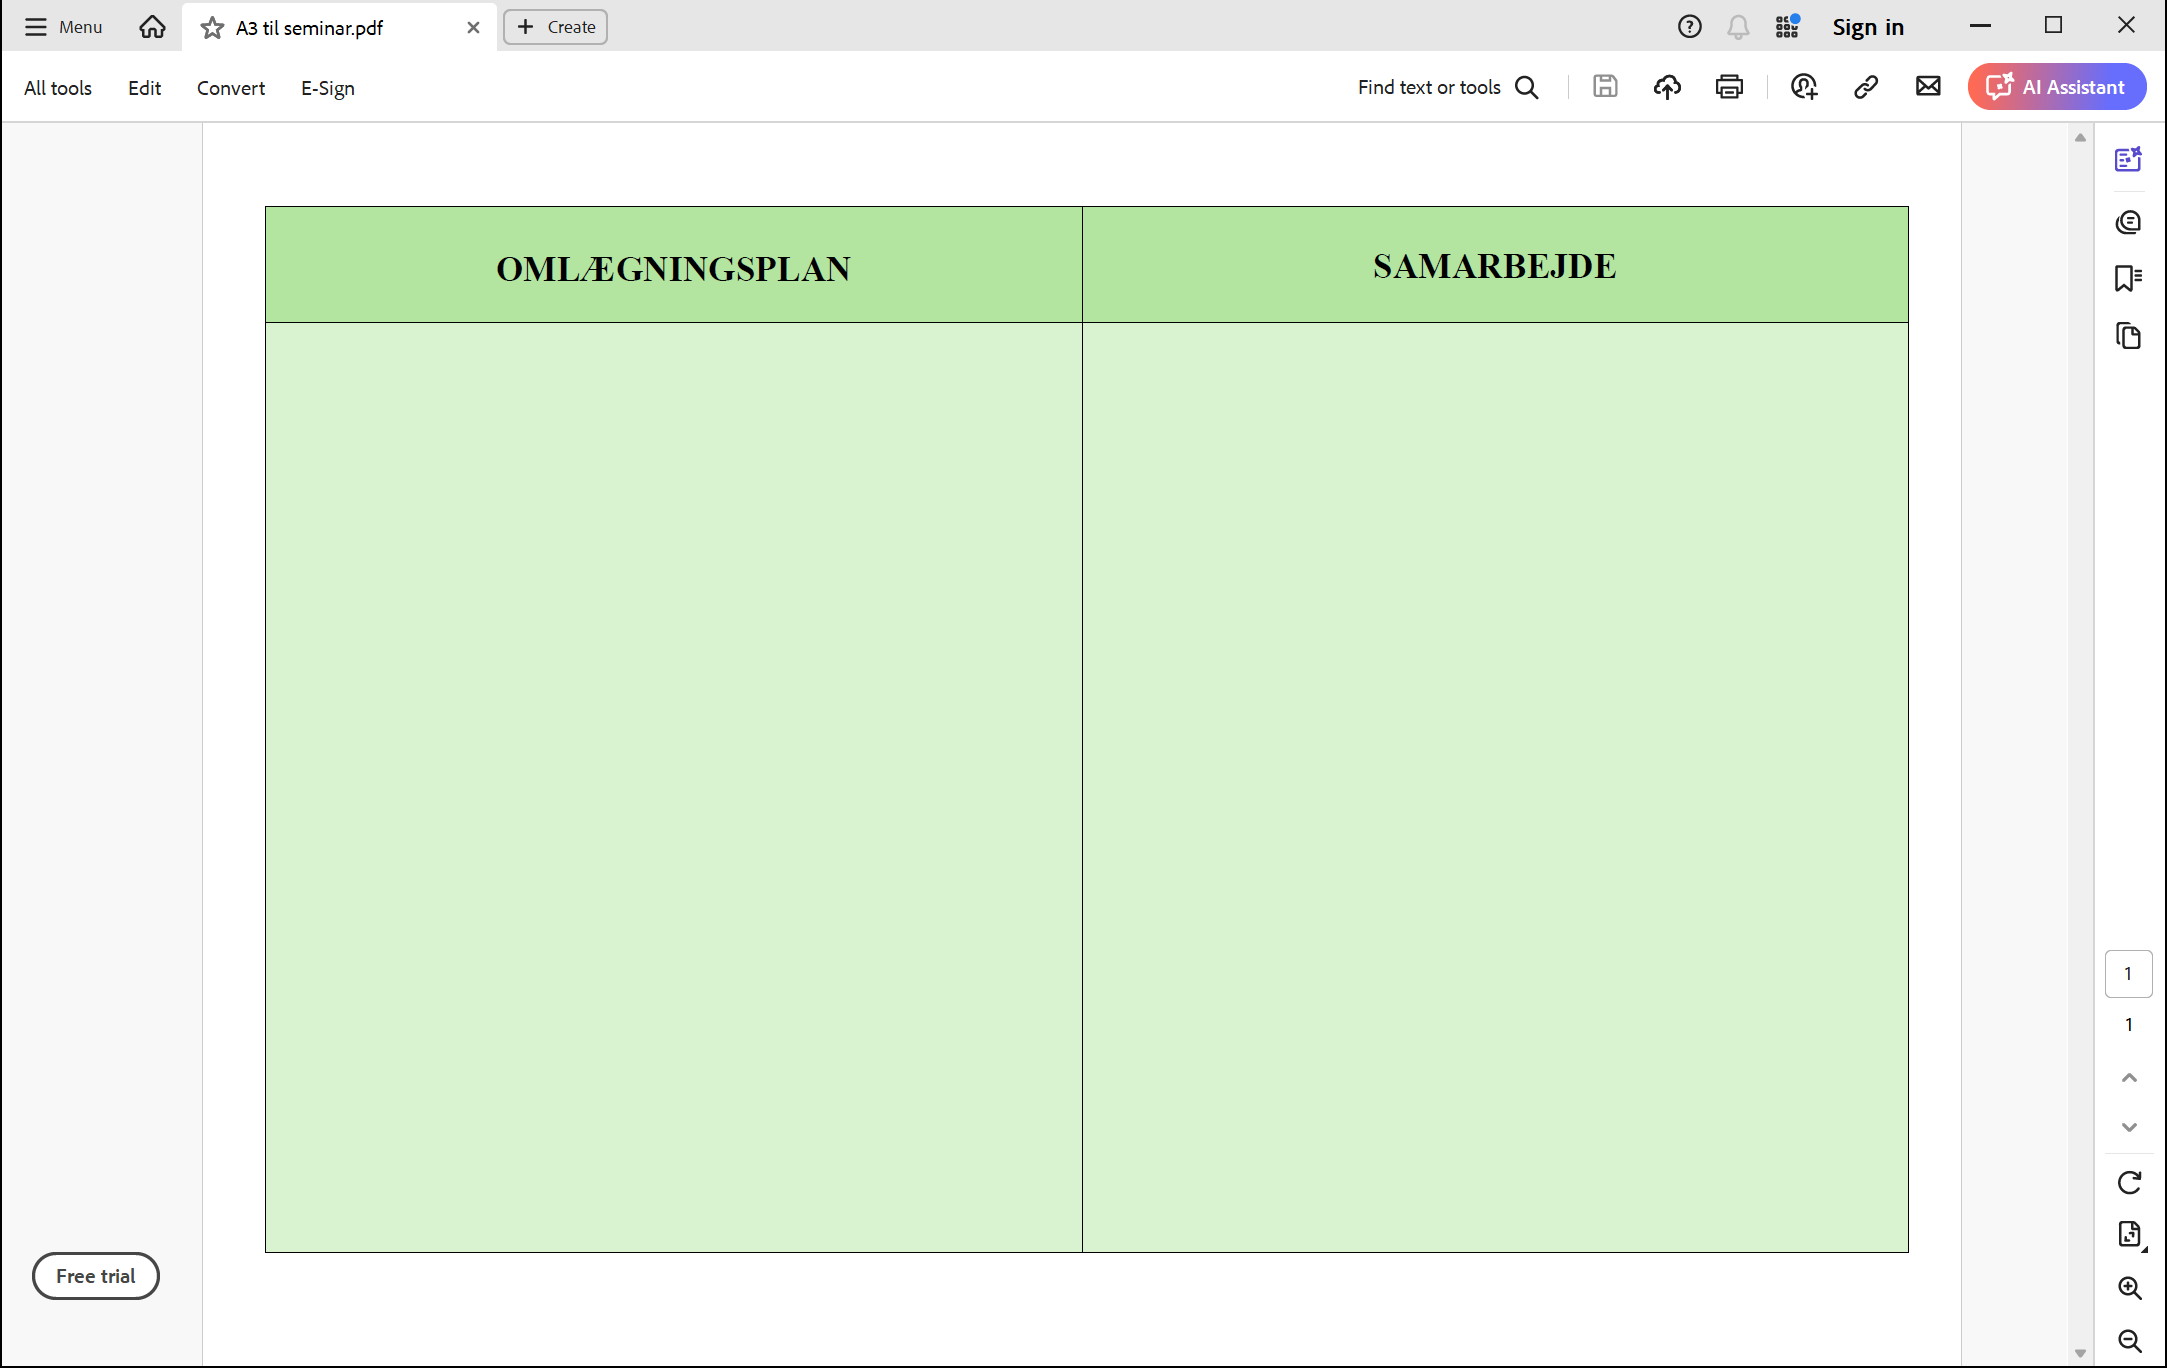 Menu
A3 til seminar.pdf
Create
Sign in
All tools
Edit
Convert
E-Sign
Find text or tools
AI Assistant
OMLÆGNINGSPLAN
SAMARBEJDE
1
1
Free trial